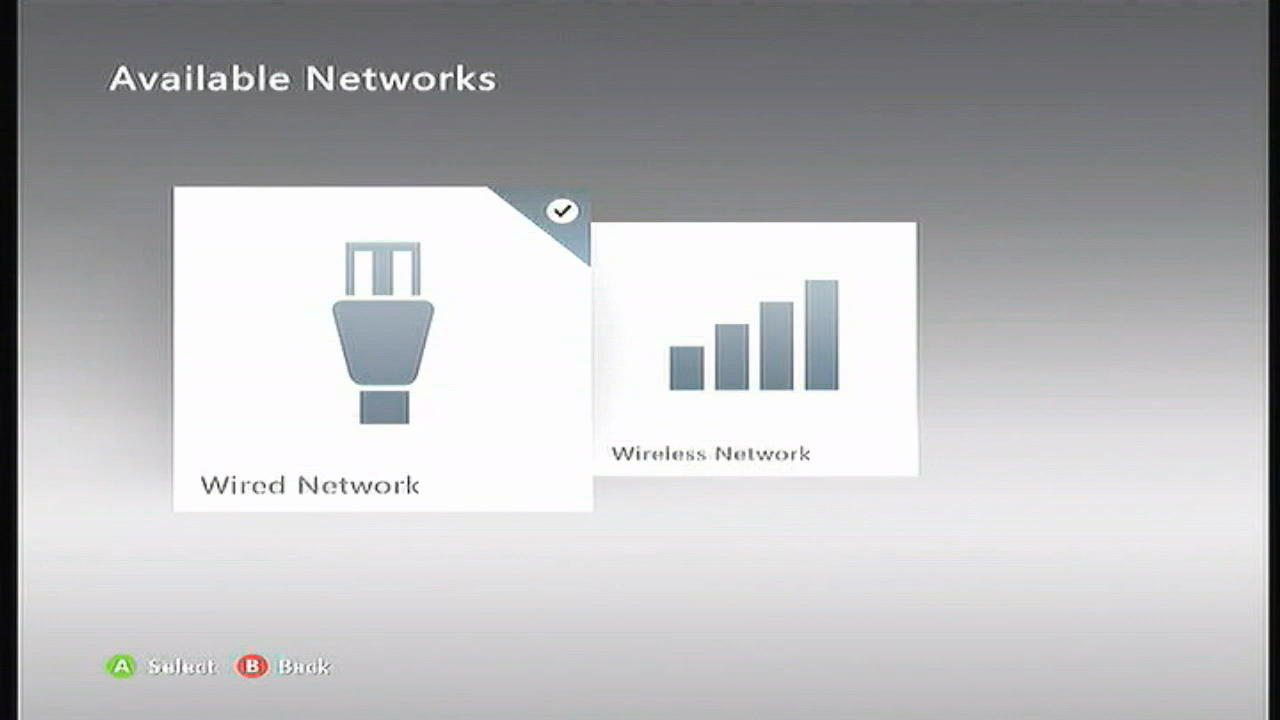 Available Networks
Wired Network
Wireless Network
A Select B Back